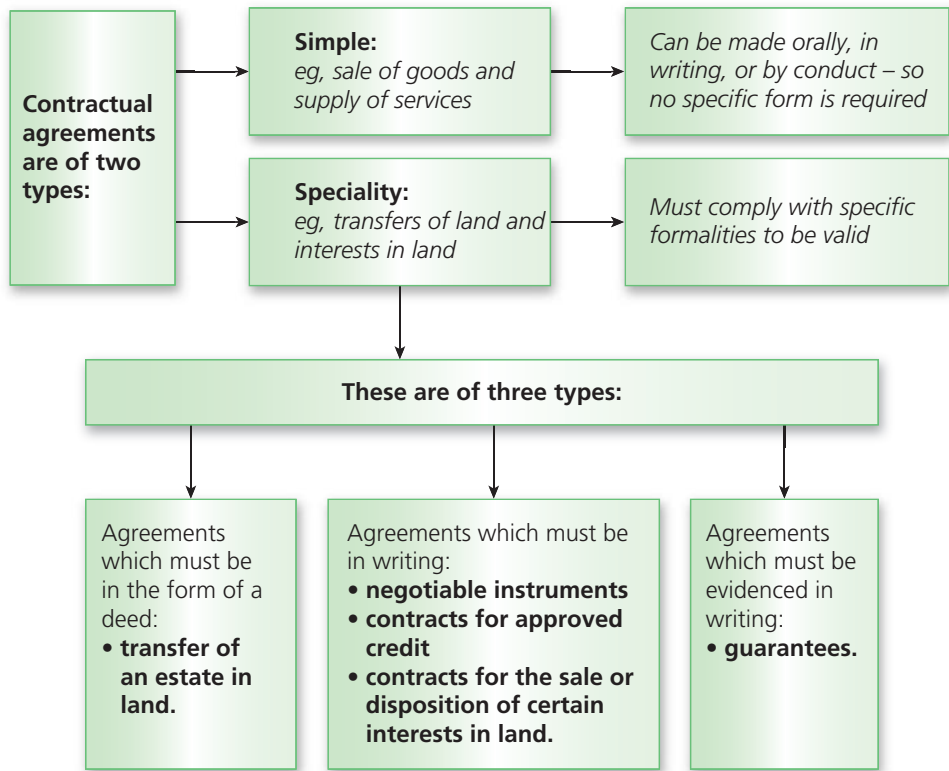 Contractual
agreements
are of two
types:
Simple:
eg, sale of goods and
supply of services
Can be made orally, in
writing, or by conduct – so
no specific form is required
Speciality:
eg, transfers of land and
interests in land
Must comply with specific
formalities to be valid
These are of three types:
Agreements
which must be
in the form of a
deed:
• transfer of
an estate in
land.
Agreements which must be
in writing:
• negotiable instruments
• contracts for approved
credit
• contracts for the sale or
disposition of certain
interests in land.
Agreements
which must be
evidenced in
writing:
• guarantees.